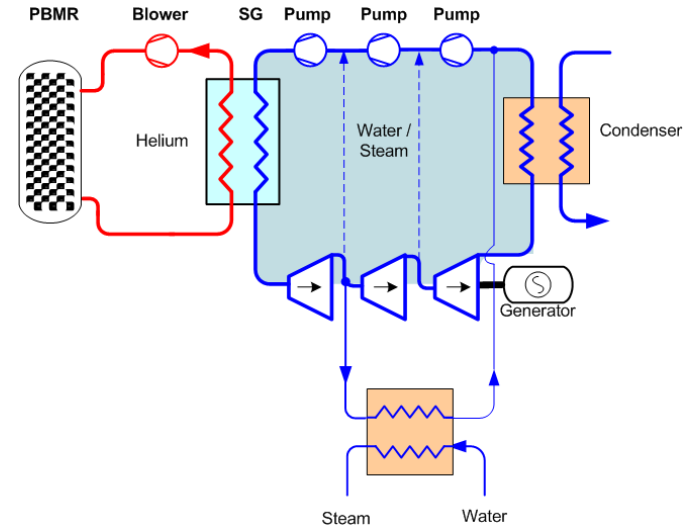 PBMR
Blower
SG
Pump
Pump
Pump
Helium
Water /
Steam
Condenser
S
Generator
Steam
Water